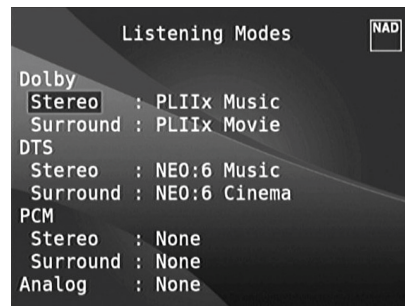 Listening Modes
NAD
Dolby
Stereo : PLIIx Music
Surround : PLIIx Movie
DTS
Stereo : NEO:6 Music
Surround : NEO:6 Cinema
PCM
Stereo : None
Surround : None
Analog : None